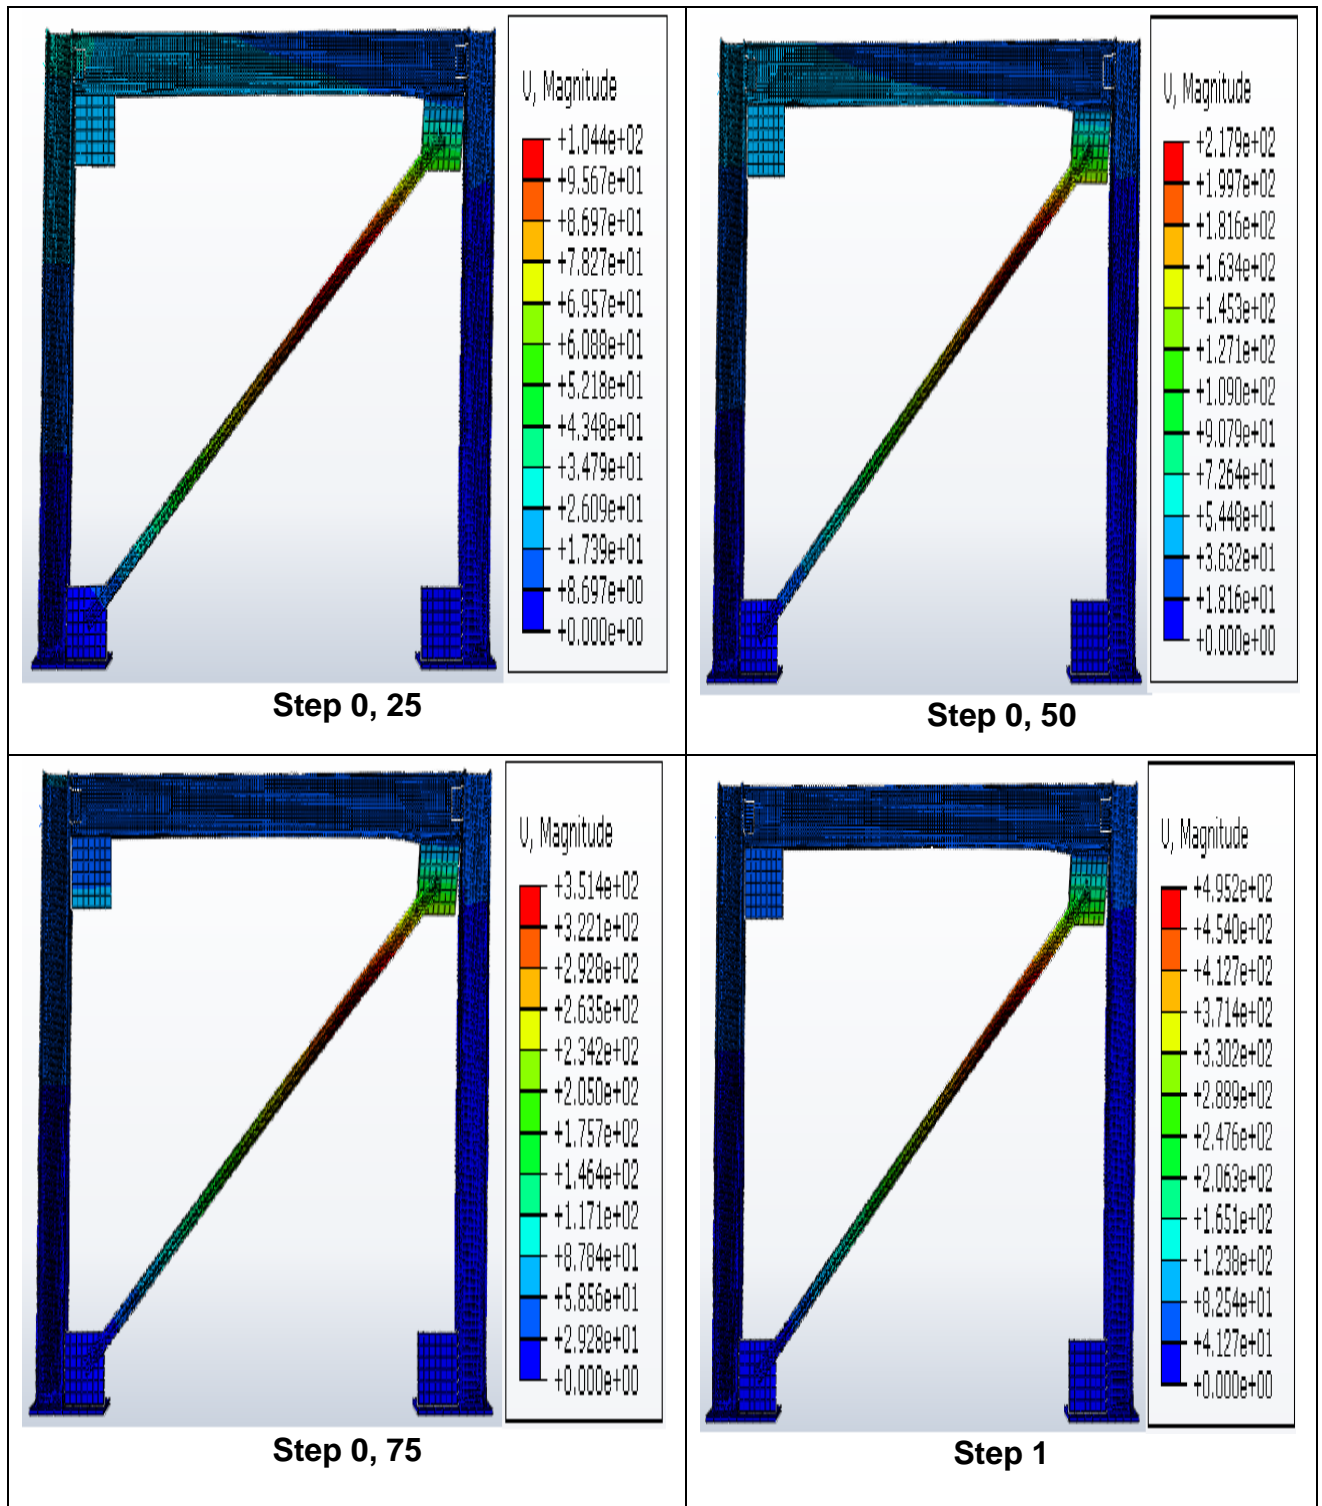 U, Magnitude
+1.044e+02
+9.567e+01
+8.697e+01
+7.827e+01
+6.957e+01
+6.088e+01
+5.218e+01
+4.348e+01
+3.479e+01
+2.609e+01
+1.739e+01
+8.697e+00
+0.000e+00
Step 0, 25
U, Magnitude
+2.179e+02
+1.997e+02
+1.816e+02
+1.634e+02
+1.453e+02
+1.271e+02
+1.090e+02
+9.079e+01
+7.264e+01
+5.448e+01
+3.632e+01
+1.816e+01
+0.000e+00
Step 0, 50
U, Magnitude
+3.514e+02
+3.221e+02
+2.928e+02
+2.635e+02
+2.342e+02
+2.050e+02
+1.757e+02
+1.464e+02
+1.171e+02
+8.784e+01
+5.856e+01
+2.928e+01
+0.000e+00
Step 0, 75
U, Magnitude
+4.952e+02
+4.540e+02
+4.127e+02
+3.714e+02
+3.302e+02
+2.889e+02
+2.476e+02
+2.063e+02
+1.651e+02
+1.238e+02
+8.254e+01
+4.127e+01
+0.000e+00
Step 1